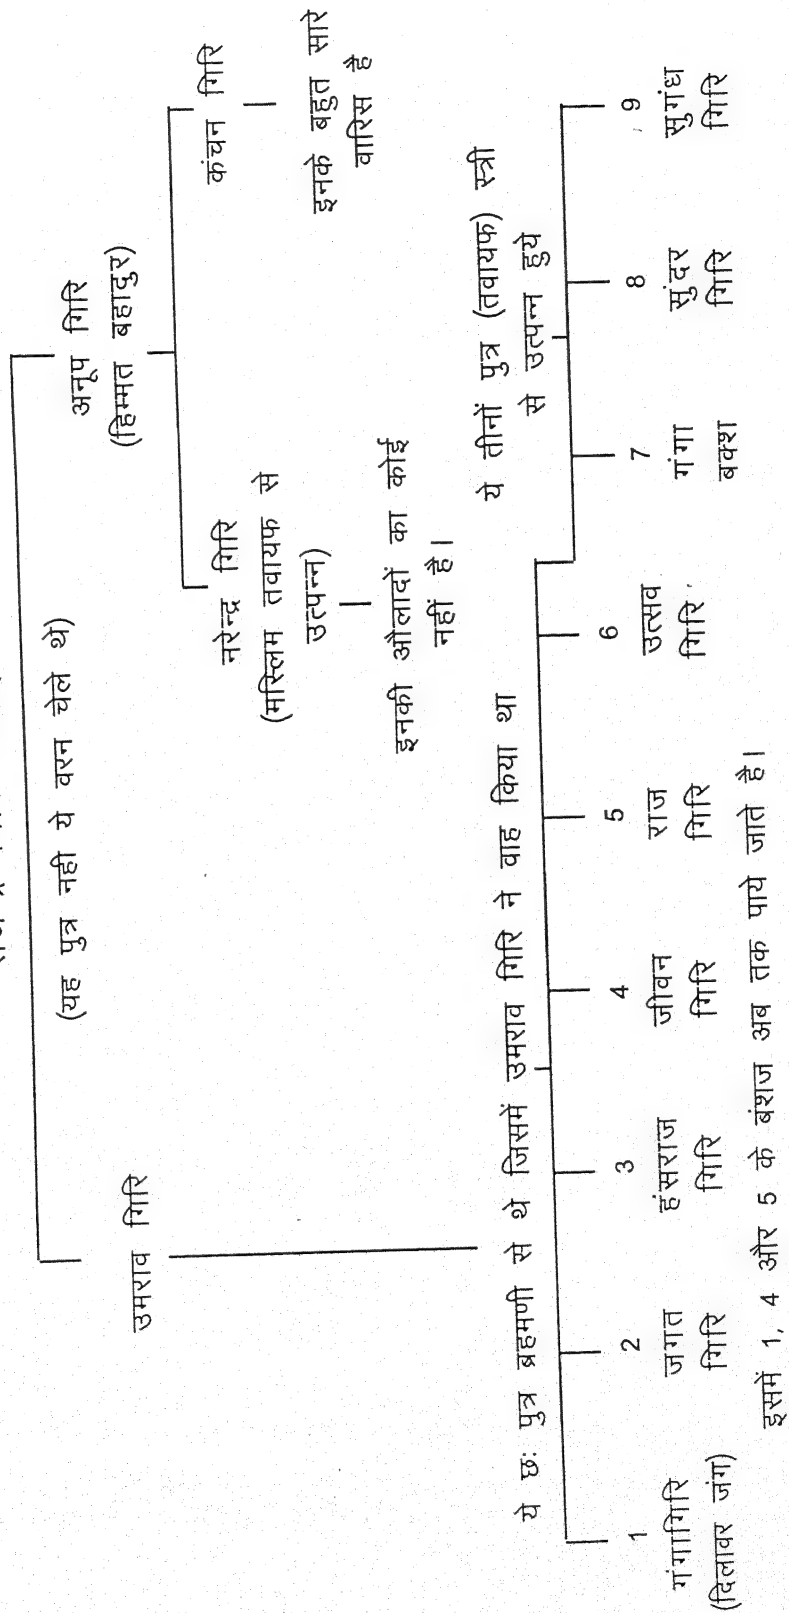 (यह पुत्र नही ये वरन चेले थे)
उमराव गिरि
अनूप गिरि
(हिम्मत बहादुर)
नरेन्द्र गिरि
(मस्लिम तवायफ से
उत्पन्न)
इनकी औलादों का कोई
नहीं है।
कंचन गिरि
इनके बहुत सारे
वारिस है
ये छः पुत्र ब्रहमणी से थे जिसमें उमराव गिरि ने वाह किया था
ये तीनों पुत्र (तवायफ) स्त्री
से उत्पन्न हुये
1
गंगागिरि
(दिलावर जंग)
2
जगत
गिरि
3
हंसराज
गिरि
4
जीवन
गिरि
5
राज
गिरि
6
उत्सव
गिरि
7
गंगा
बक्श
8
सुंदर
गिरि
9
सुगंध
गिरि
इसमें 1, 4 और 5 के बंशज अब तक पाये जाते है।